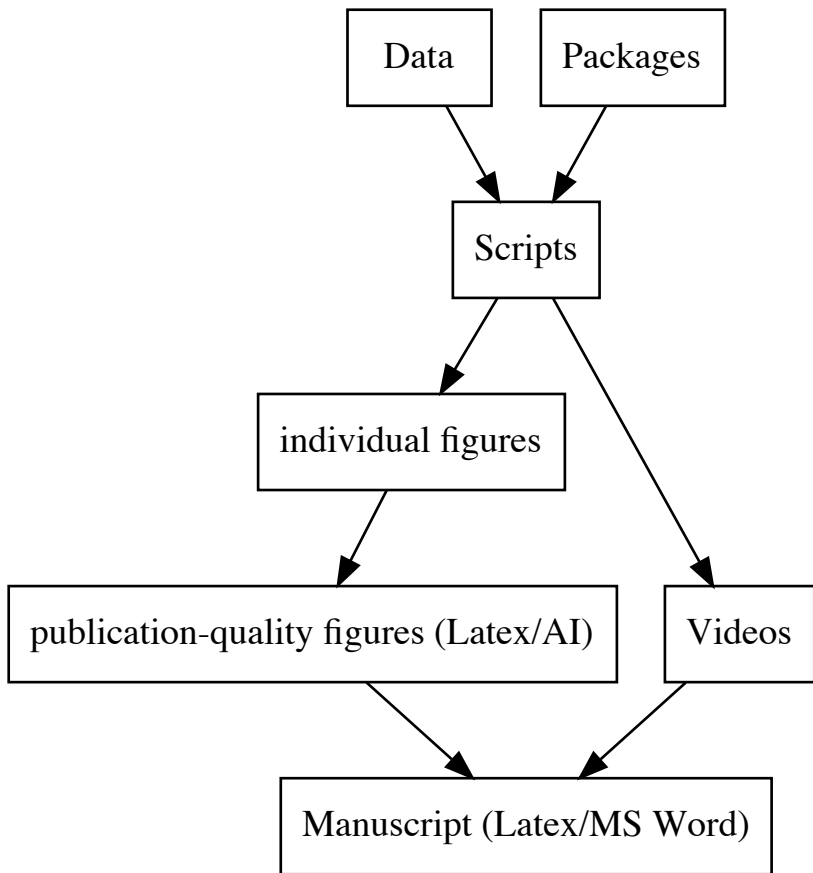 Data
Packages
Scripts
individual figures
publication-quality figures (Latex/AI)
Videos
Manuscript (Latex/MS Word)